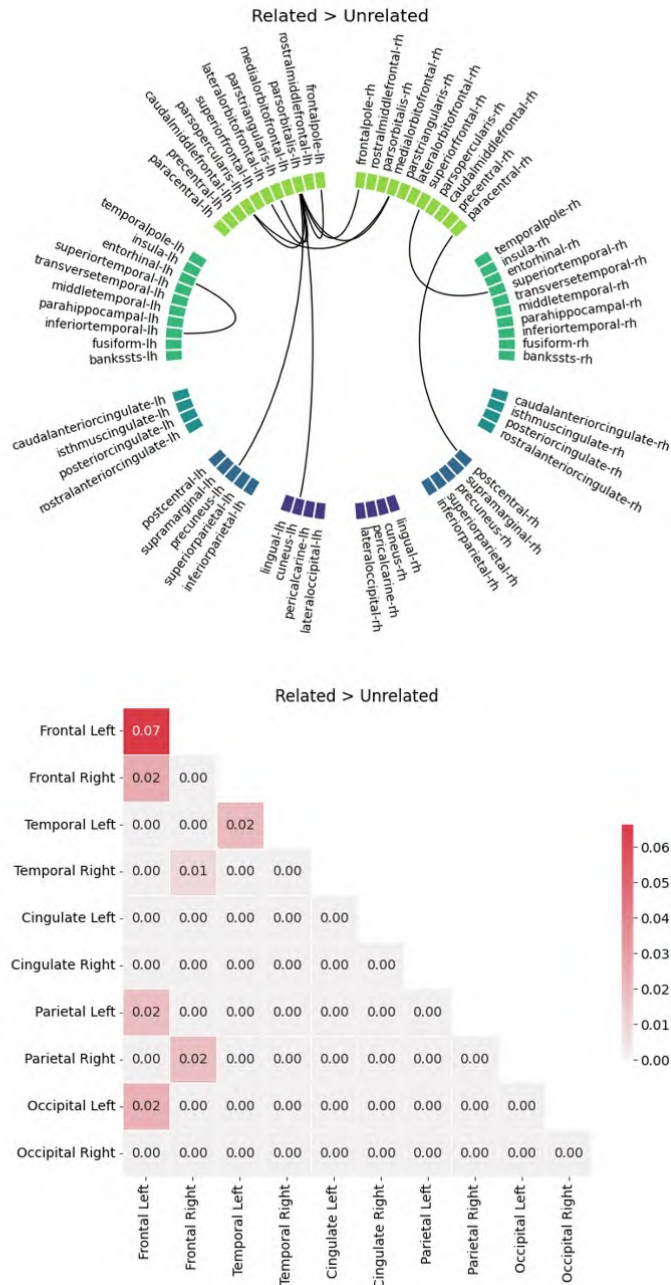 Related > Unrelated
frontalpole-lh
rostralmiddlefrontal-lh
parsorbitalis-lh
medialorbitofrontal-lh
parstriangularis-lh
lateralorbitofrontal-lh
superiorfrontal-lh
parsopercularis-lh
caudalmiddlefrontal-lh
precentral-lh
paracentral-lh
temporalpole-lh
insula-lh
entorhinal-lh
superiortemporal-lh
transversetemporal-lh
middletemporal-lh
parahippocampal-lh
inferiortemporal-lh
fusiform-lh
bankssts-lh
caudalanteriorcingulate-lh
isthmuscingulate-lh
posteriorcingulate-lh
rostralanteriorcingulate-lh
postcentral-lh
supramarginal-lh
precuneus-lh
superiorparietal-lh
inferiorparietal-lh
lingual-lh
cuneus-lh
pericalcarine-lh
lateraloccipital-lh
lateraloccipital-rh
pericalcarine-rh
cuneus-rh
lingual-rh
inferiorparietal-rh
superiorparietal-rh
precuneus-rh
supramarginal-rh
postcentral-rh
rostralanteriorcingulate-rh
posteriorcingulate-rh
isthmuscingulate-rh
caudalanteriorcingulate-rh
bankssts-rh
fusiform-rh
inferiortemporal-rh
parahippocampal-rh
middletemporal-rh
transversetemporal-rh
superiortemporal-rh
entorhinal-rh
insula-rh
temporalpole-rh
paracentral-rh
precentral-rh
caudalmiddlefrontal-rh
parsopercularis-rh
superiorfrontal-rh
lateralorbitofrontal-rh
parstriangularis-rh
medialorbitofrontal-rh
parsorbitalis-rh
rostralmiddlefrontal-rh
frontalpole-rh
Related > Unrelated
Frontal Left 0.07
Frontal Right 0.02 0.00
Temporal Left 0.00 0.00 0.02
Temporal Right 0.00 0.01 0.00 0.00
Cingulate Left 0.00 0.00 0.00 0.00 0.00
Cingulate Right 0.00 0.00 0.00 0.00 0.00 0.00
Parietal Left 0.02 0.00 0.00 0.00 0.00 0.00 0.00
Parietal Right 0.00 0.02 0.00 0.00 0.00 0.00 0.00 0.00
Occipital Left 0.02 0.00 0.00 0.00 0.00 0.00 0.00 0.00 0.00
Occipital Right 0.00 0.00 0.00 0.00 0.00 0.00 0.00 0.00 0.00 0.00
Frontal Left
Frontal Right
Temporal Left
Temporal Right
Cingulate Left
Cingulate Right
Parietal Left
Parietal Right
Occipital Left
Occipital Right
0.06
0.05
0.04
0.03
0.02
0.01
0.00